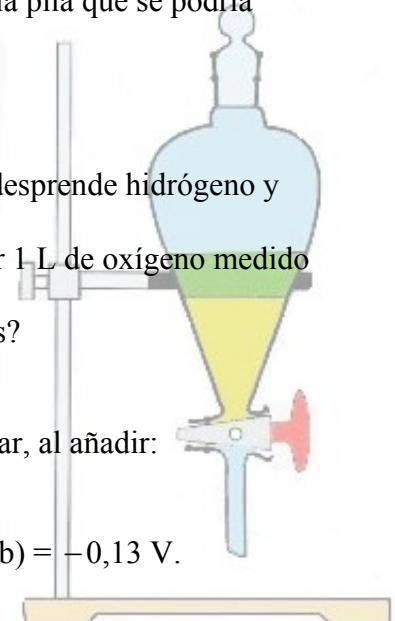 la pila que se podría
desprende hidrógeno y
r 1 L de oxígeno medido
s?
ar, al añadir:
b) = −0,13 V.